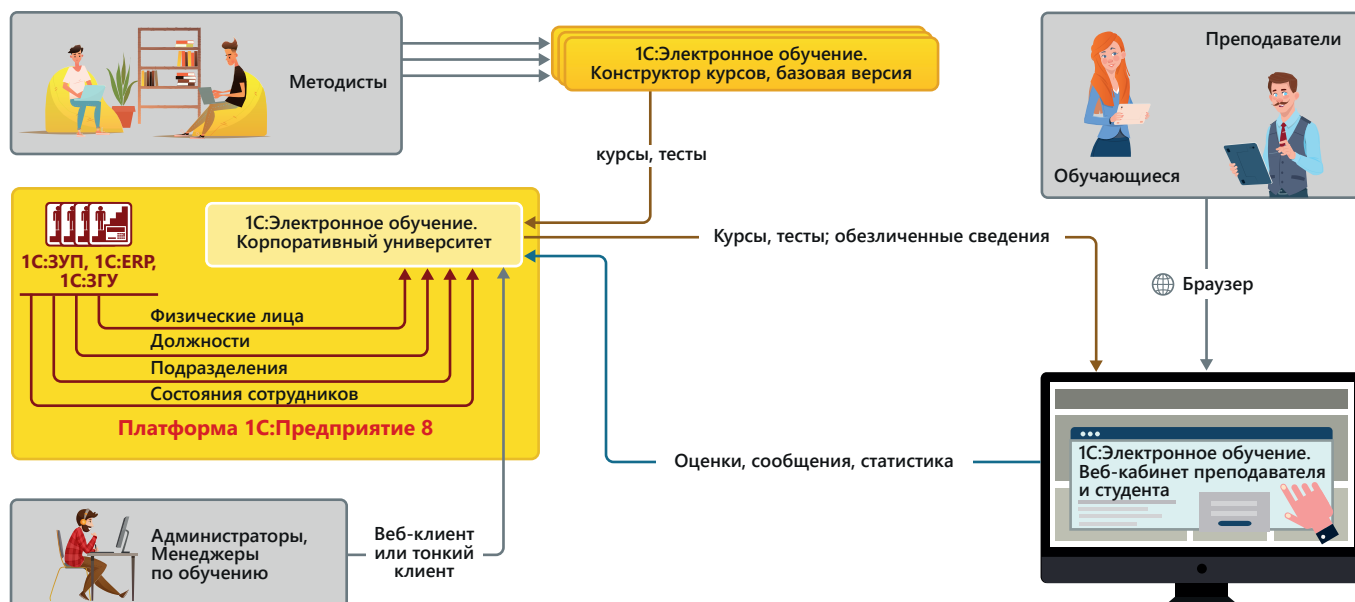 Методисты
1С:Электронное обучение.
Конструктор курсов, базовая версия
Преподаватели
Обучающиеся
курсы, тесты
1С:ЗУП, 1С:ERP,
1С:ЗГУ
1С:Электронное обучение.
Корпоративный университет
Курсы, тесты; обезличенные сведения
Браузер
Физические лица
Должности
Подразделения
Состояния сотрудников
Платформа 1С:Предприятие 8
Оценки, сообщения, статистика
1С:Электронное обучение.
Веб-кабинет преподавателя
и студента
Администраторы,
Менеджеры
по обучению
Веб-клиент
или тонкий
клиент